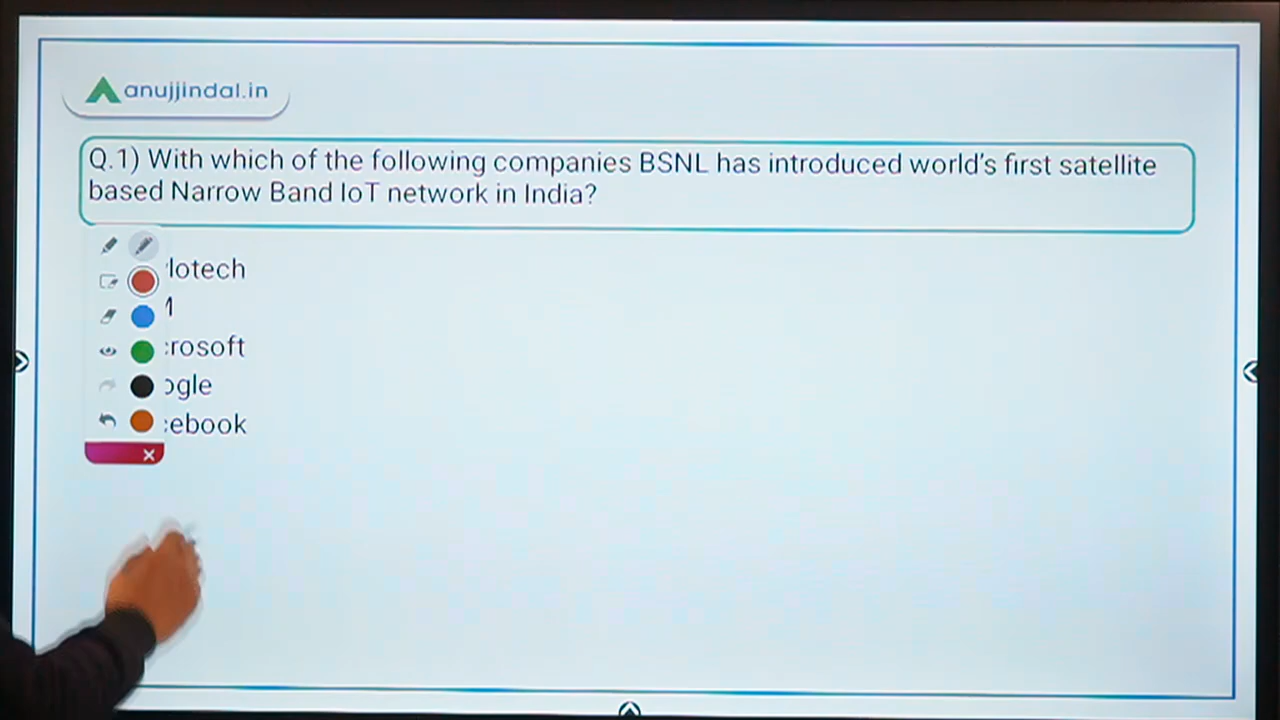 anujjindal.in
Q.1) With which of the following companies BSNL has introduced world's first satellite
based Narrow Band IoT network in India?
lotech
rosoft
ogle
ebook